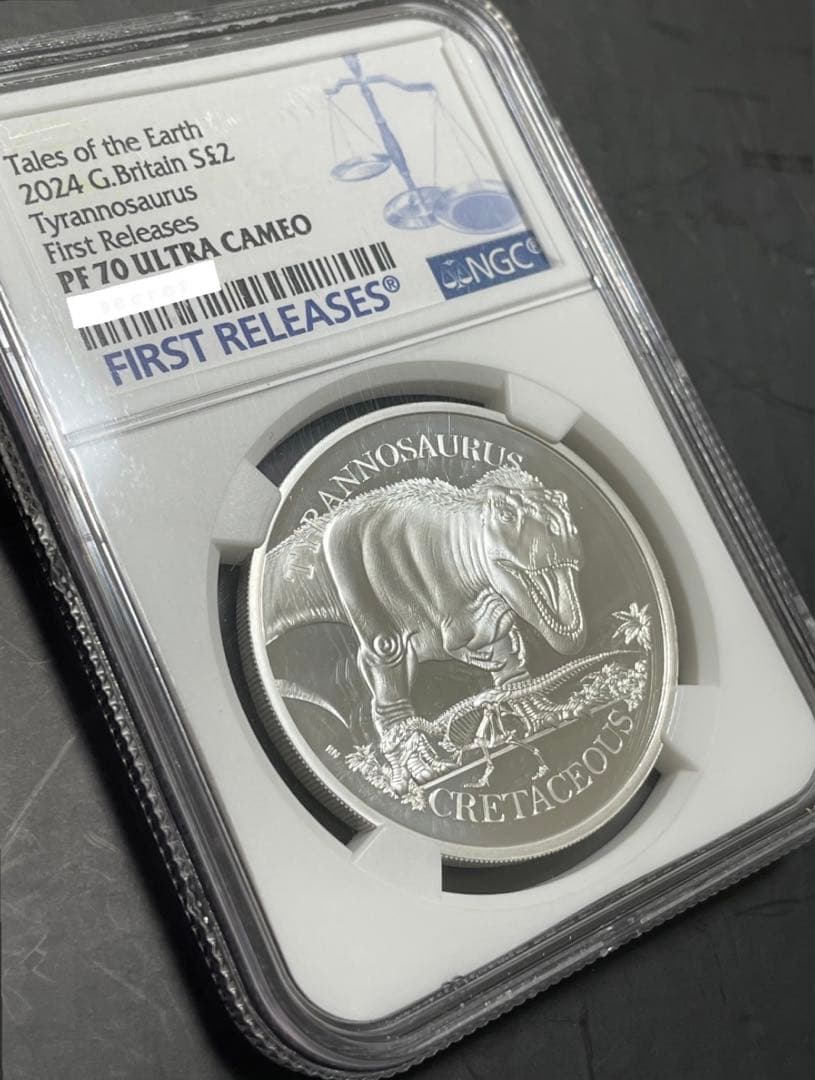 Tales of the Earth
2024 G.Britain S£2
Tyrannosaurus
First Releases
PF 70 ULTRA CAMEO
NGC®
FIRST RELEASES®
TYRANNOSAURUS
CRETACEOUS